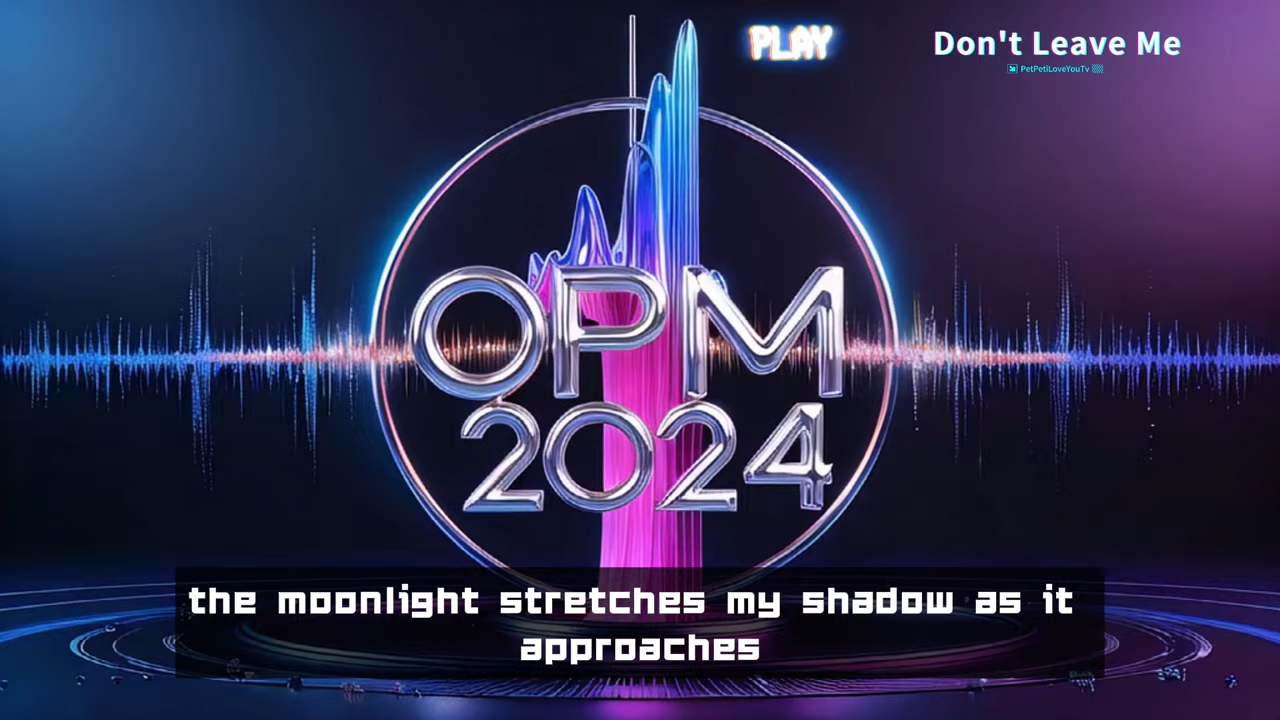 PLAY
Don't Leave Me
PetPetiLoveYouTv
OPM
2024
the moonlight stretches my shadow as it
approaches